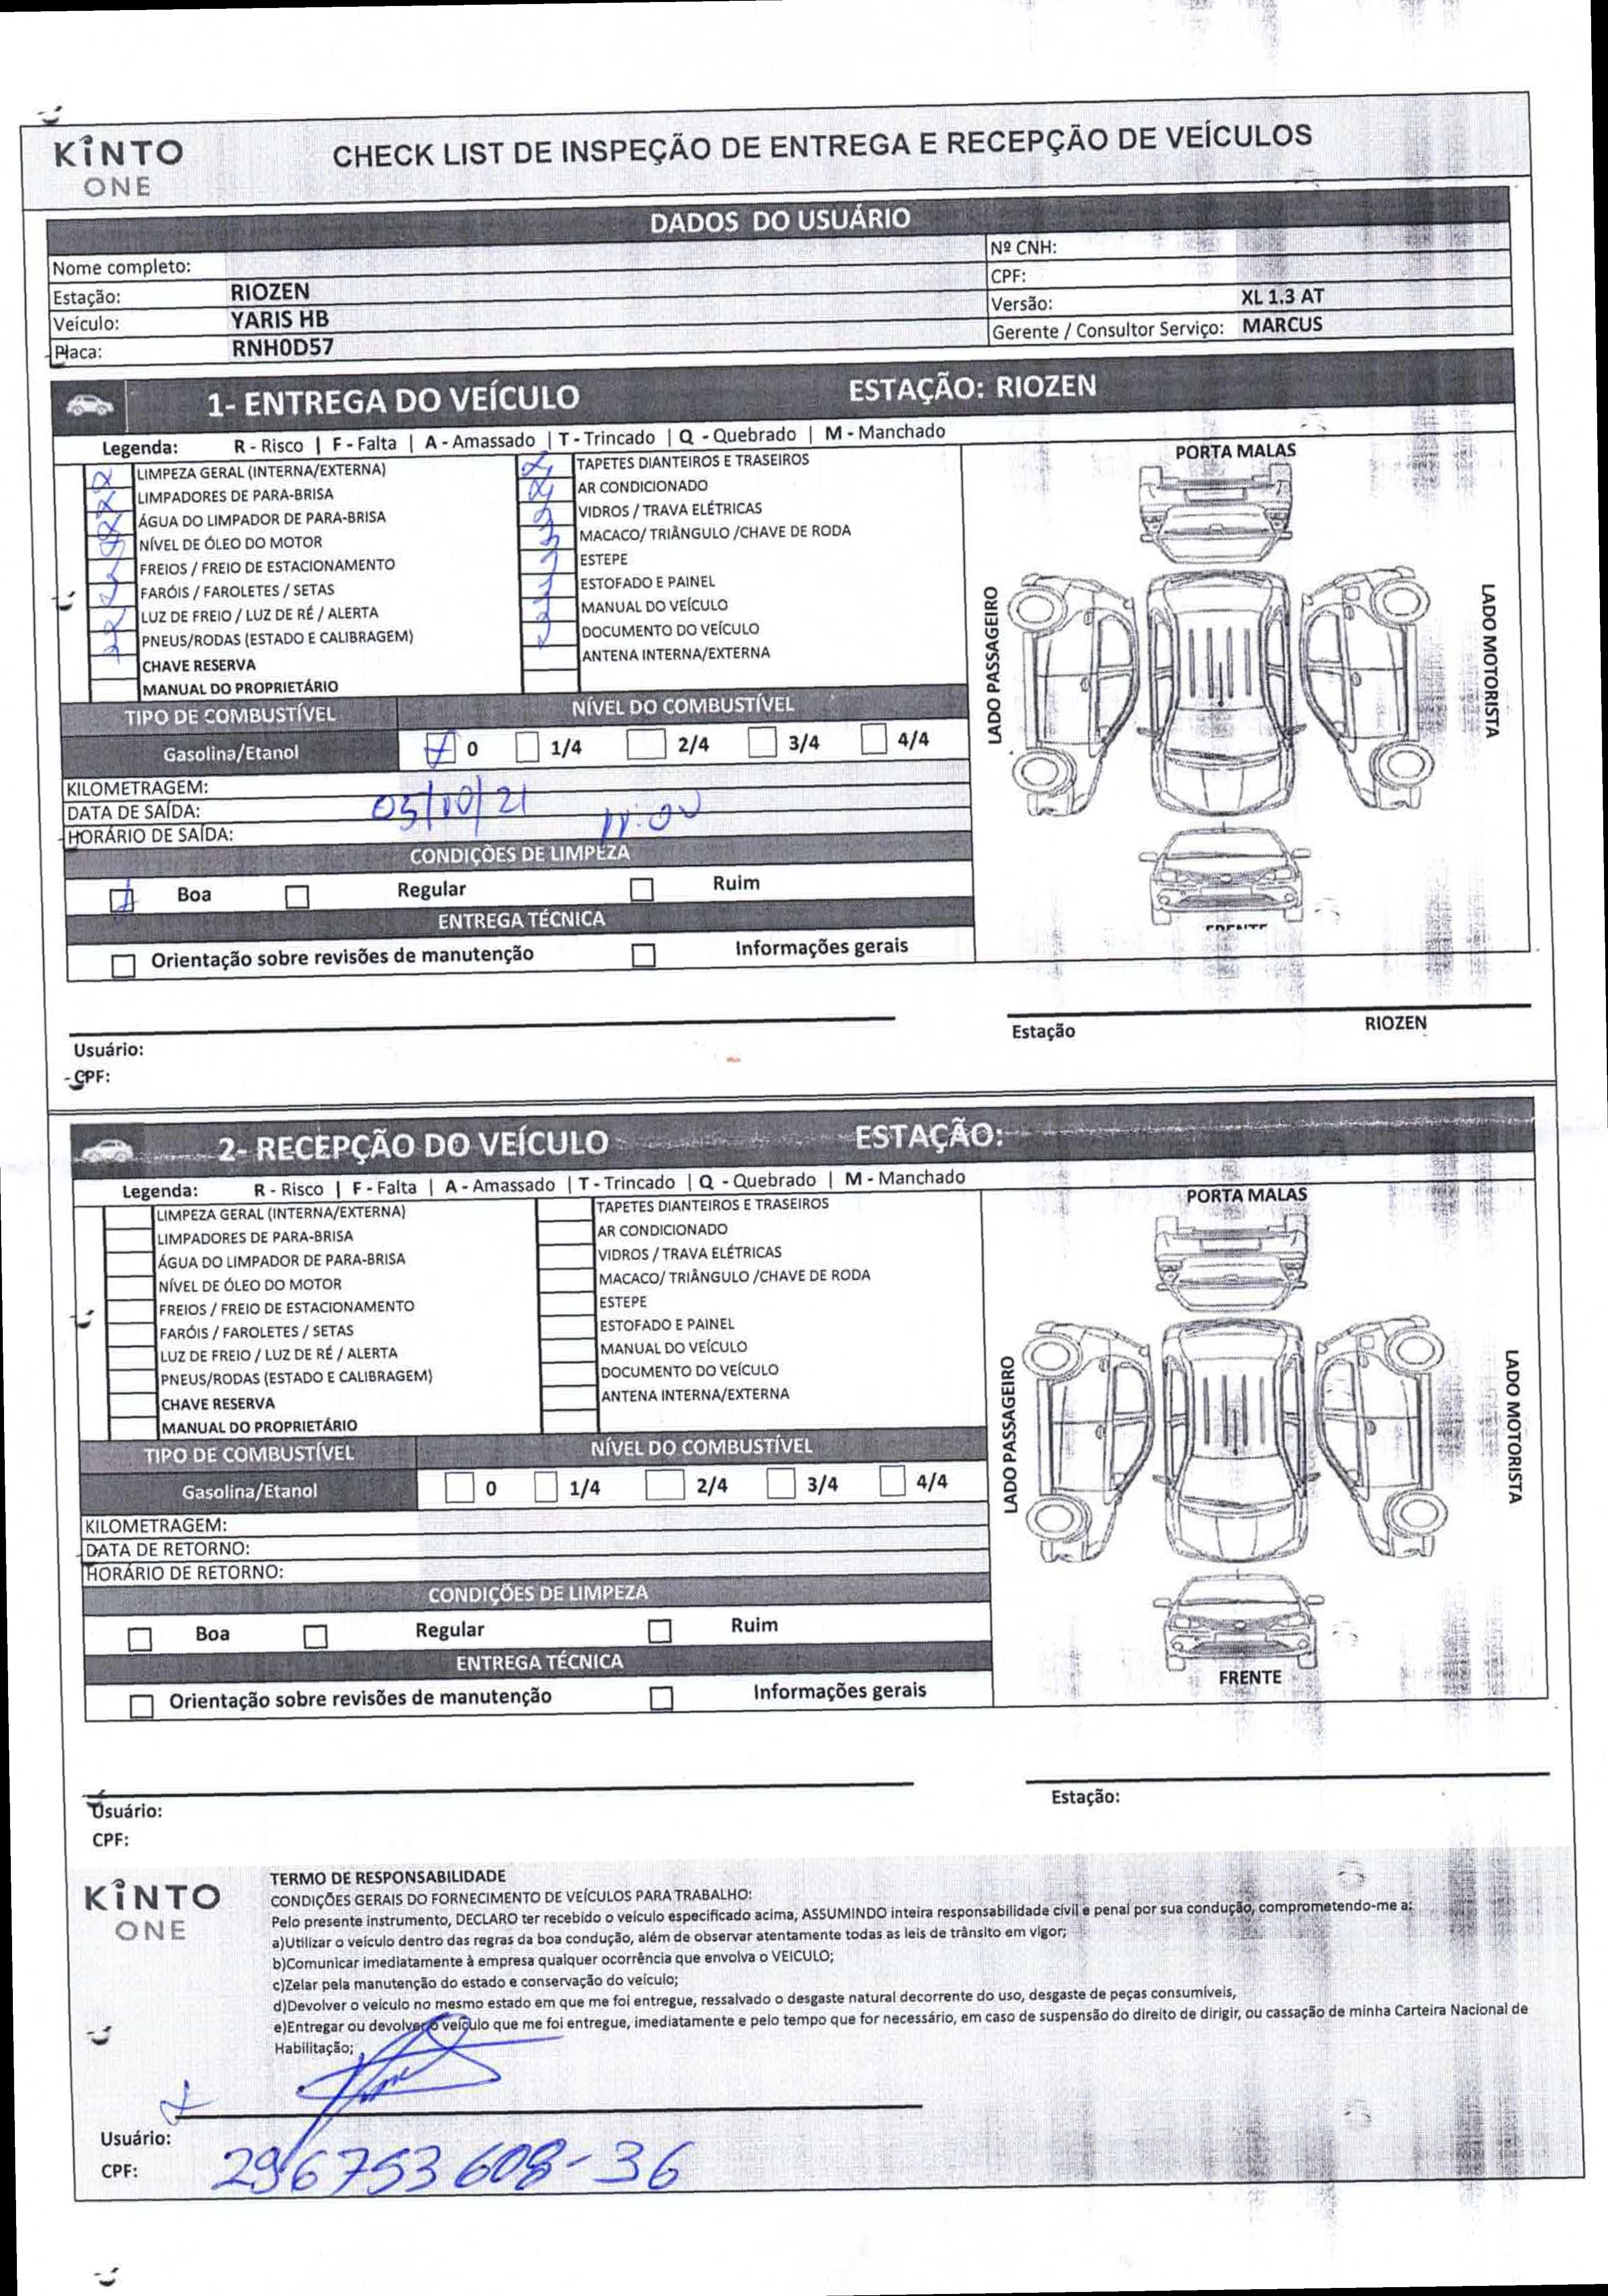 KINTO
ONE
CHECK LIST DE INSPEÇÃO DE ENTREGA E RECEPÇÃO DE VEÍCULOS
DADOS DO USUÁRIO
Nome completo:
Nº CNH:
CPF:
Estação: RIOZEN
Versão: XL 1.3 AT
Veículo: YARIS HB
Gerente / Consultor Serviço: MARCUS
Placa: RNH0D57
1- ENTREGA DO VEÍCULO ESTAÇÃO: RIOZEN
Legenda: R - Risco | F - Falta | A - Amassado | T - Trincado | Q - Quebrado | M - Manchado
LIMPEZA GERAL (INTERNA/EXTERNA)
LIMPADORES DE PARA-BRISA
ÁGUA DO LIMPADOR DE PARA-BRISA
NÍVEL DE ÓLEO DO MOTOR
FREIOS / FREIO DE ESTACIONAMENTO
FARÓIS / FAROLETES / SETAS
LUZ DE FREIO / LUZ DE RÉ / ALERTA
PNEUS/RODAS (ESTADO E CALIBRAGEM)
CHAVE RESERVA
MANUAL DO PROPRIETÁRIO
TAPETES DIANTEIROS E TRASEIROS
AR CONDICIONADO
VIDROS / TRAVA ELÉTRICAS
MACACO/ TRIÂNGULO /CHAVE DE RODA
ESTEPE
ESTOFADO E PAINEL
MANUAL DO VEÍCULO
DOCUMENTO DO VEÍCULO
ANTENA INTERNA/EXTERNA
PORTA MALAS
LADO PASSAGEIRO
LADO MOTORISTA
FRENTE
TIPO DE COMBUSTÍVEL NÍVEL DO COMBUSTÍVEL
Gasolina/Etanol 0 1/4 2/4 3/4 4/4
KILOMETRAGEM:
DATA DE SAÍDA: 05/10/21
HORÁRIO DE SAÍDA: 11:00
CONDIÇÕES DE LIMPEZA
Boa Regular Ruim
ENTREGA TÉCNICA
Orientação sobre revisões de manutenção Informações gerais
Usuário:
CPF:
Estação RIOZEN
2- RECEPÇÃO DO VEÍCULO ESTAÇÃO:
Legenda: R - Risco | F - Falta | A - Amassado | T - Trincado | Q - Quebrado | M - Manchado
LIMPEZA GERAL (INTERNA/EXTERNA)
LIMPADORES DE PARA-BRISA
ÁGUA DO LIMPADOR DE PARA-BRISA
NÍVEL DE ÓLEO DO MOTOR
FREIOS / FREIO DE ESTACIONAMENTO
FARÓIS / FAROLETES / SETAS
LUZ DE FREIO / LUZ DE RÉ / ALERTA
PNEUS/RODAS (ESTADO E CALIBRAGEM)
CHAVE RESERVA
MANUAL DO PROPRIETÁRIO
TAPETES DIANTEIROS E TRASEIROS
AR CONDICIONADO
VIDROS / TRAVA ELÉTRICAS
MACACO/ TRIÂNGULO /CHAVE DE RODA
ESTEPE
ESTOFADO E PAINEL
MANUAL DO VEÍCULO
DOCUMENTO DO VEÍCULO
ANTENA INTERNA/EXTERNA
PORTA MALAS
LADO PASSAGEIRO
LADO MOTORISTA
FRENTE
TIPO DE COMBUSTÍVEL NÍVEL DO COMBUSTÍVEL
Gasolina/Etanol 0 1/4 2/4 3/4 4/4
KILOMETRAGEM:
DATA DE RETORNO:
HORÁRIO DE RETORNO:
CONDIÇÕES DE LIMPEZA
Boa Regular Ruim
ENTREGA TÉCNICA
Orientação sobre revisões de manutenção Informações gerais
Usuário:
CPF:
Estação:
KINTO
ONE
TERMO DE RESPONSABILIDADE
CONDIÇÕES GERAIS DO FORNECIMENTO DE VEÍCULOS PARA TRABALHO:
Pelo presente instrumento, DECLARO ter recebido o veículo especificado acima, ASSUMINDO inteira responsabilidade civil e penal por sua condução, comprometendo-me a:
a)Utilizar o veículo dentro das regras da boa condução, além de observar atentamente todas as leis de trânsito em vigor;
b)Comunicar imediatamente à empresa qualquer ocorrência que envolva o VEICULO;
c)Zelar pela manutenção do estado e conservação do veículo;
d)Devolver o veículo no mesmo estado em que me foi entregue, ressalvado o desgaste natural decorrente do uso, desgaste de peças consumíveis,
e)Entregar ou devolver o veículo que me foi entregue, imediatamente e pelo tempo que for necessário, em caso de suspensão do direito de dirigir, ou cassação de minha Carteira Nacional de
Habilitação;
Usuário:
CPF: 296753608-36